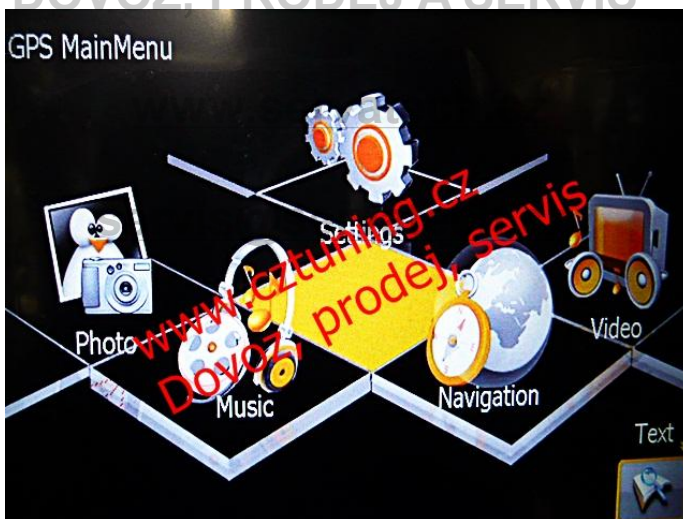 DOVOZ, PRODEJ A SERVIS
GPS MainMenu
Settings
www.cztuning.cz
Dovoz, prodej, servis
Photo
Music
Navigation
Video
Text